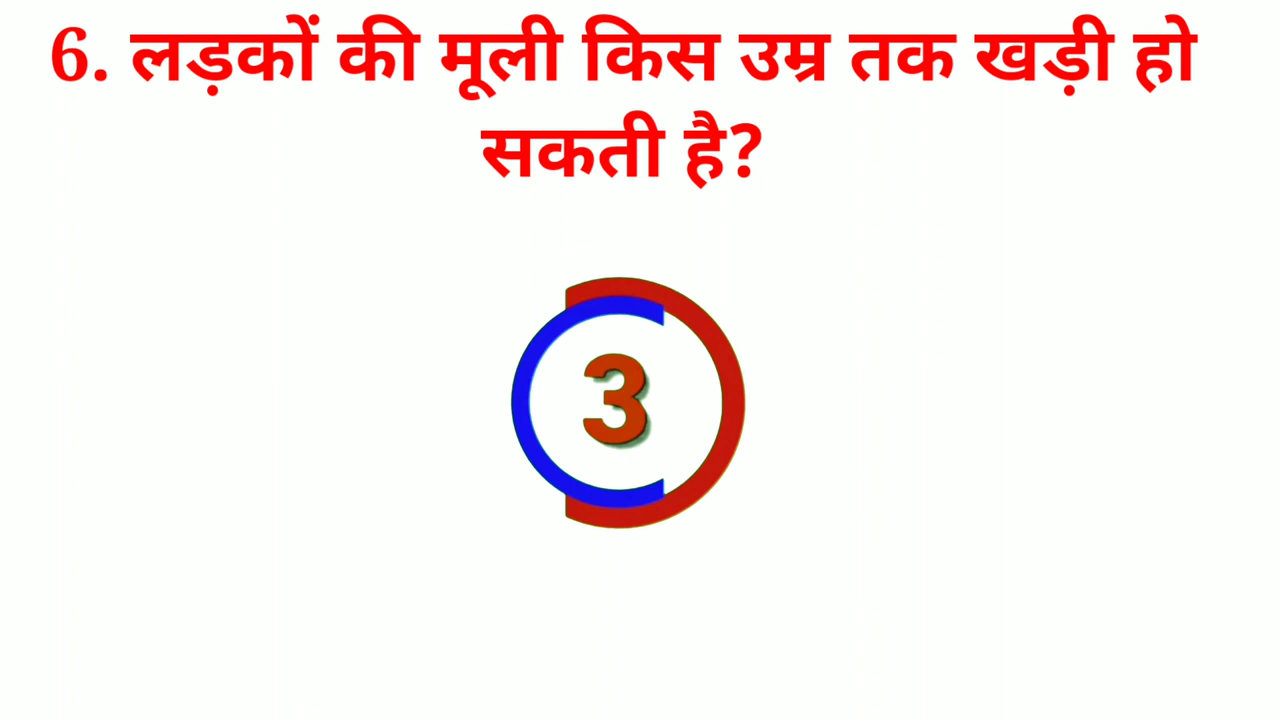 6. लड़कों की मूली किस उम्र तक खड़ी हो
सकती है?
3